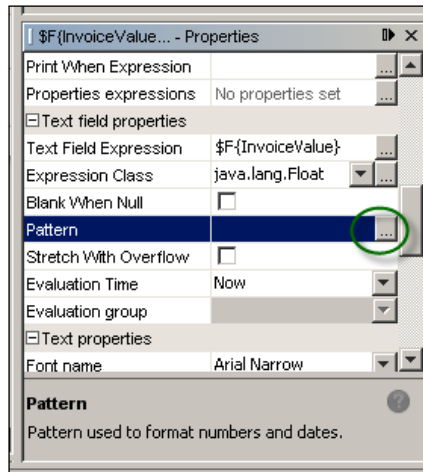 $F{InvoiceValue... - Properties
Print When Expression ...
Properties expressions No properties set ...
Text field properties
Text Field Expression $F{InvoiceValue} ...
Expression Class java.lang.Float ...
Blank When Null
Pattern ...
Stretch With Overflow
Evaluation Time Now
Evaluation group
Text properties
Font name Arial Narrow
Pattern ?
Pattern used to format numbers and dates.